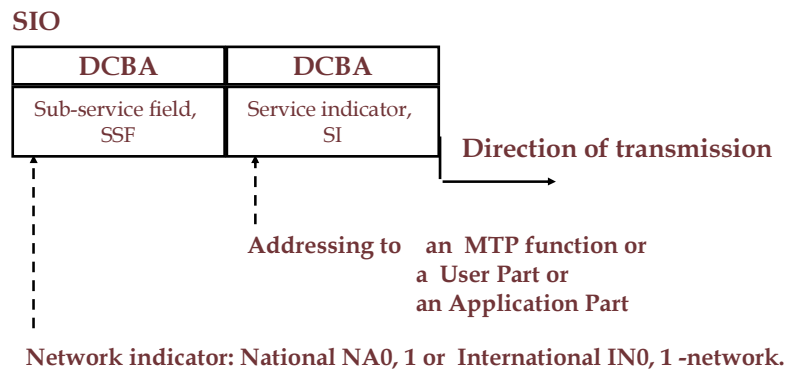 SIO
DCBA DCBA
Sub-service field, Service indicator,
SSF SI
Direction of transmission
Addressing to an MTP function or
a User Part or
an Application Part
Network indicator: National NA0, 1 or International IN0, 1 -network.